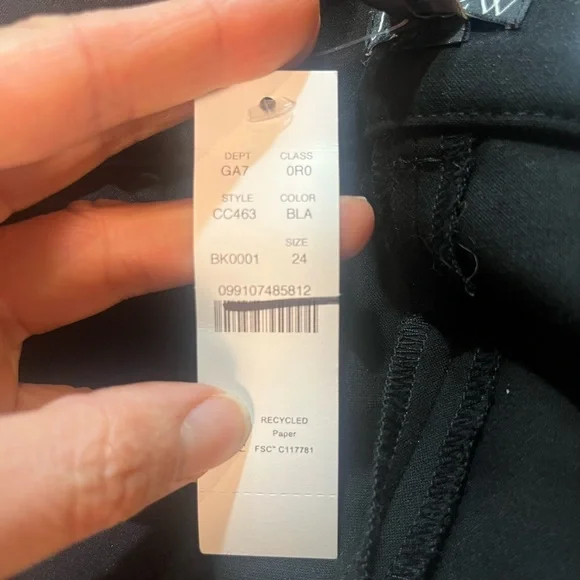 DEPT CLASS
GA7 0R0
STYLE COLOR
CC463 BLA
SIZE
BK0001 24
099107485812
RECYCLED
Paper
FSC™ C117781